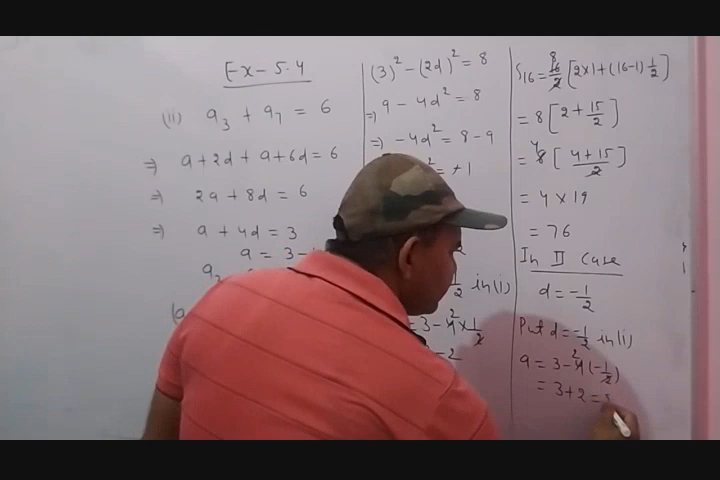 Ex-5.4
(ii) a₃ + a₇ = 6
⇒ a+2d + a+6d = 6
⇒ 2a + 8d = 6
⇒ a + 4d = 3
a = 3-
(3)² - (2d)² = 8
⇒ 9 - 4d² = 8
⇒ -4d² = 8 - 9
² = +1
in(i)
= 3 - 4² × 1/2
S₁₆ = 16/2 [2×1+(16-1) 1/2]
= 8 [2 + 15/2]
= 8 [4+15/2]
= 4 × 19
= 76
In II Case
d = -1/2
Put d = -1/2 in(i)
a = 3 - 4(-1/2)
= 3+2 =